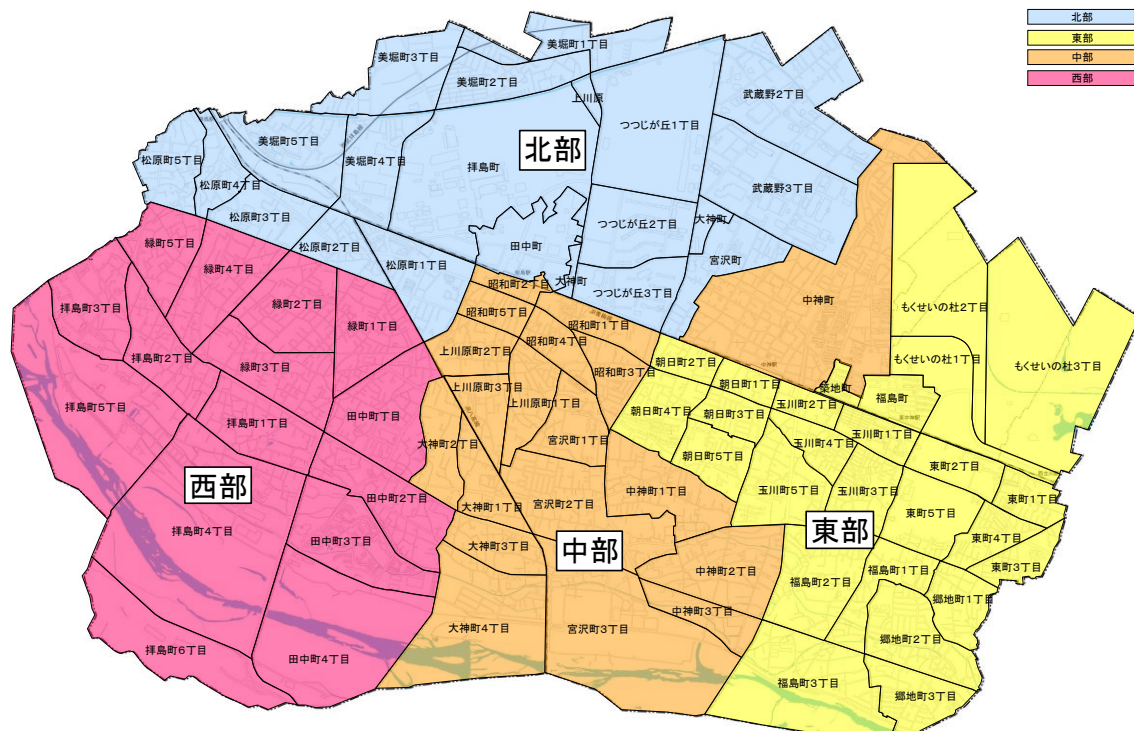 北部
東部
中部
西部
美堀町3丁目
美堀町1丁目
美堀町2丁目
上川原
武蔵野2丁目
つつじが丘1丁目
美堀町5丁目
北部
松原町5丁目
美堀町4丁目
拝島町
武蔵野3丁目
松原町4丁目
松原町3丁目
大神町
つつじが丘2丁目
緑町5丁目
松原町2丁目
田中町
宮沢町
緑町4丁目
松原町1丁目
大神町
昭和町2丁目
つつじが丘3丁目
中神町
拝島町3丁目
緑町2丁目
昭和町5丁目
もくせいの杜2丁目
緑町1丁目
昭和町1丁目
昭和町4丁目
拝島町2丁目
上川原町2丁目
もくせいの杜1丁目
もくせいの杜3丁目
緑町3丁目
朝日町2丁目
昭和町3丁目
上川原町3丁目
朝日町1丁目
築地町
福島町
上川原町1丁目
玉川町2丁目
拝島町5丁目
朝日町4丁目
朝日町3丁目
田中町1丁目
拝島町1丁目
玉川町1丁目
大神町2丁目
宮沢町1丁目
玉川町4丁目
朝日町5丁目
東町2丁目
西部
中神町1丁目
玉川町5丁目
玉川町3丁目
田中町2丁目
東町1丁目
宮沢町2丁目
大神町1丁目
東町5丁目
東部
拝島町4丁目
東町4丁目
田中町3丁目
大神町3丁目
中部
東町3丁目
中神町2丁目
福島町1丁目
福島町2丁目
郷地町1丁目
中神町3丁目
大神町4丁目
宮沢町3丁目
郷地町2丁目
拝島町6丁目
田中町4丁目
福島町3丁目
郷地町3丁目